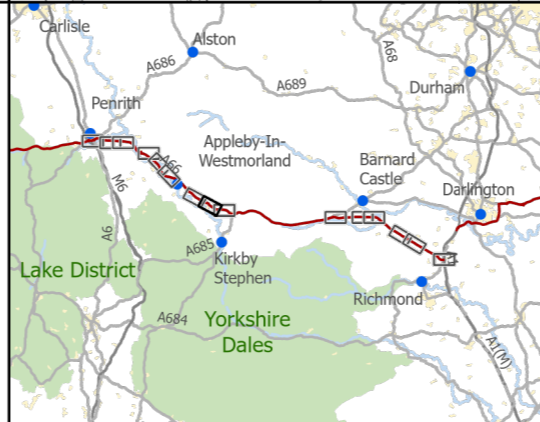 Carlisle
Alston
A686
A68
A689
Durham
Penrith
Appleby-In-
Westmorland
A66
Barnard
Castle
Darlington
M6
A6
A685
Kirkby
Stephen
Lake District
Richmond
A684
Yorkshire
Dales
A1(M)